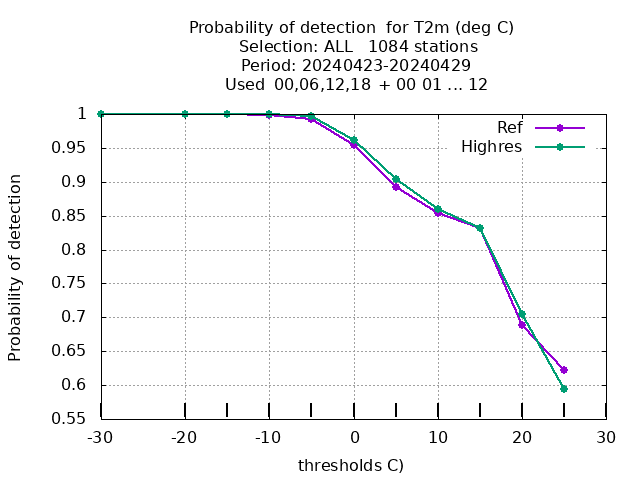 Probability of detection  for T2m (deg C)
Selection: ALL   1084 stations
Period: 20240423-20240429
Used  00,06,12,18  + 00 01 ... 12
Ref
Highres
Probability of detection
1
0.95
0.9
0.85
0.8
0.75
0.7
0.65
0.6
0.55
-30 -20 -10 0 10 20 30
thresholds C)